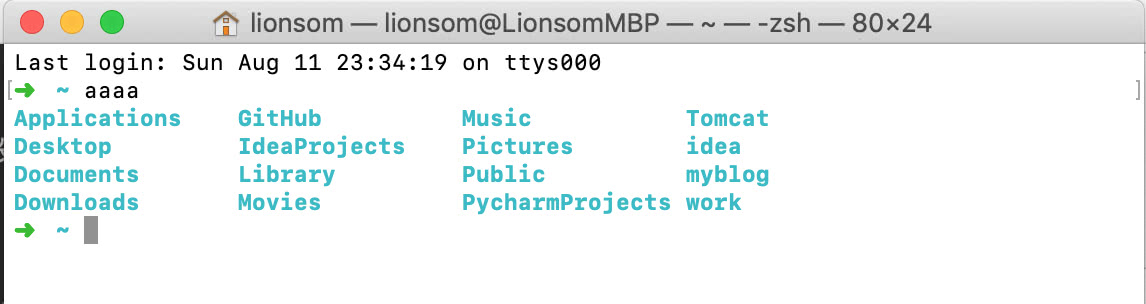 lionsom — lionsom@LionsomMBP — ~ — -zsh — 80×24
Last login: Sun Aug 11 23:34:19 on ttys000
[➜ ~ aaaa ]
Applications GitHub Music Tomcat
Desktop IdeaProjects Pictures idea
Documents Library Public myblog
Downloads Movies PycharmProjects work
➜ ~